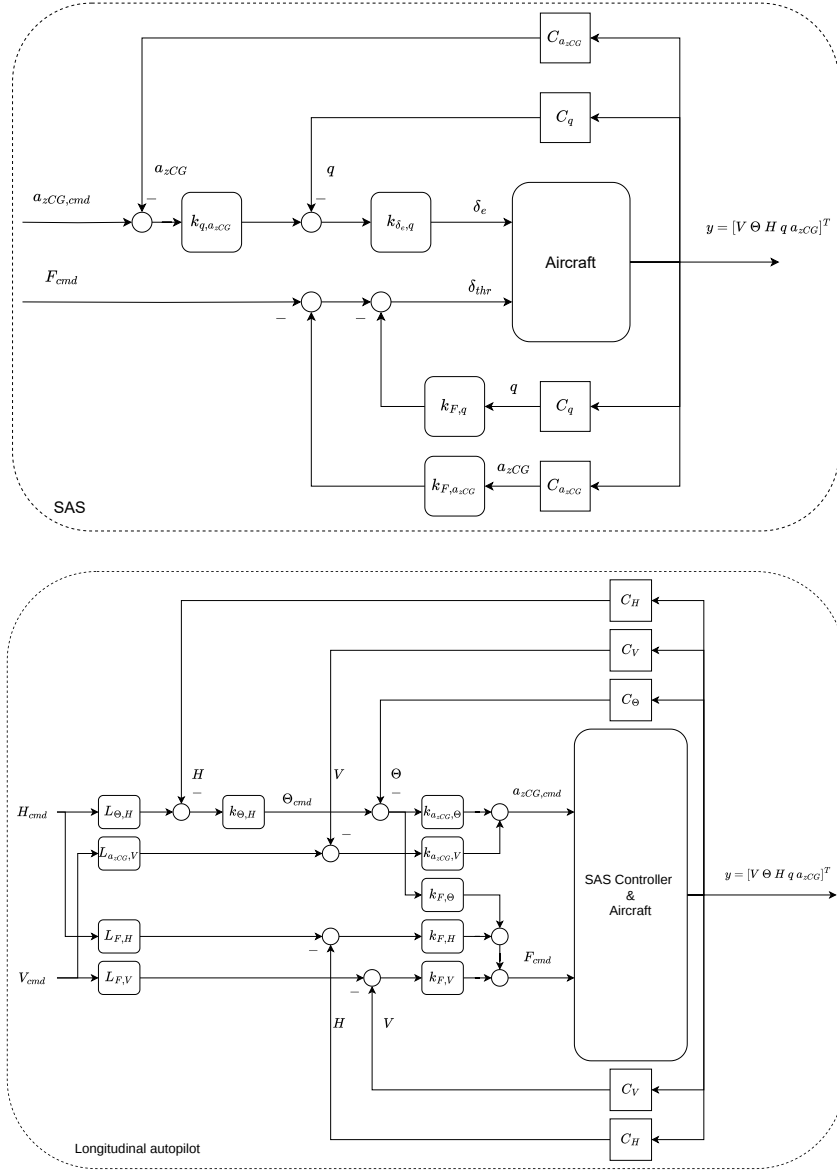 C_{a_{zCG}}
C_q
a_{zCG}
q
a_{zCG,cmd}
−
−
k_{q,a_{zCG}}
k_{δ_e,q}
δ_e
y = [V Θ H q a_{zCG}]^T
Aircraft
F_{cmd}
δ_{thr}
−
−
k_{F,q}
q
C_q
k_{F,a_{zCG}}
a_{zCG}
C_{a_{zCG}}
SAS
C_H
C_V
C_Θ
H
V
Θ
−
−
Θ_{cmd}
a_{zCG,cmd}
H_{cmd}
L_{Θ,H}
k_{Θ,H}
k_{a_{zCG},Θ}
−
L_{a_{zCG},V}
k_{a_{zCG},V}
SAS Controller
&
Aircraft
y = [V Θ H q a_{zCG}]^T
k_{F,Θ}
L_{F,H}
−
k_{F,H}
F_{cmd}
V_{cmd}
L_{F,V}
−
k_{F,V}
H
V
C_V
C_H
Longitudinal autopilot